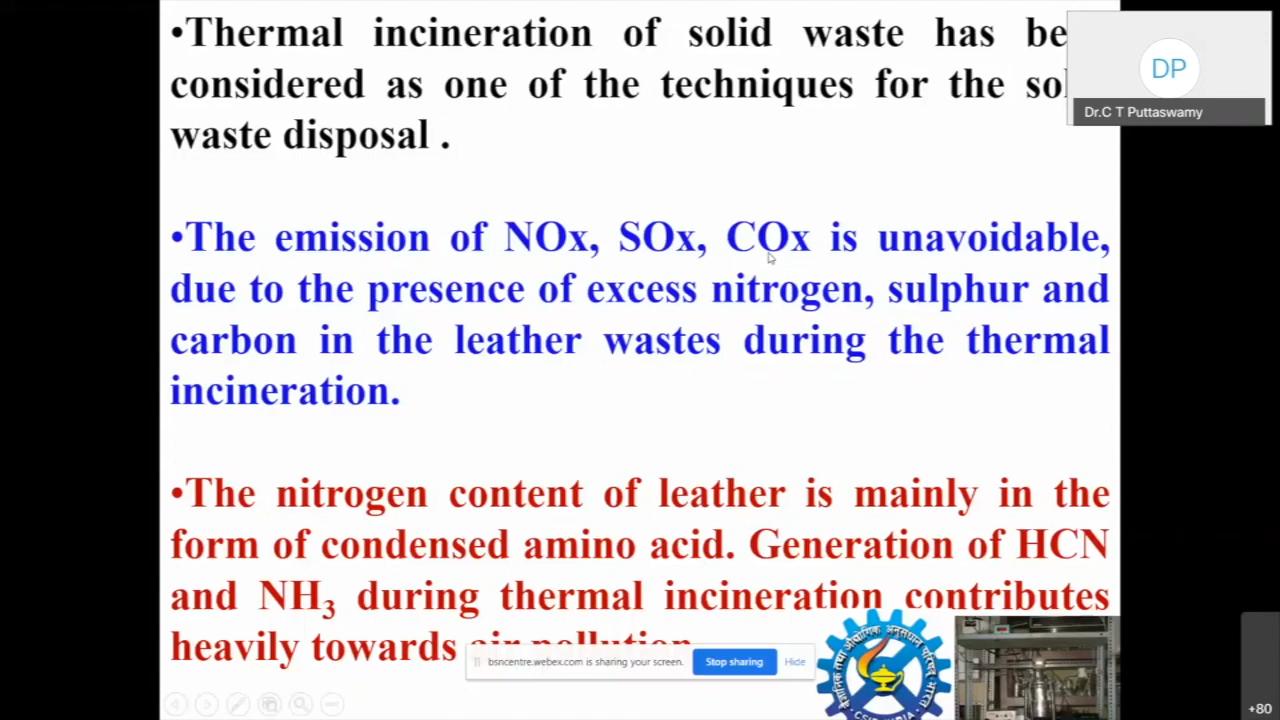 •Thermal incineration of solid waste has be
considered as one of the techniques for the
waste disposal .
•The emission of NOx, SOx, COx is unavoidable,
due to the presence of excess nitrogen, sulphur and
carbon in the leather wastes during the thermal
incineration.
•The nitrogen content of leather is mainly in the
form of condensed amino acid. Generation of HCN
and NH₃ during thermal incineration contributes
heavily towards air pollution
DP
Dr.C T Puttaswamy
bsncentre.webex.com is sharing your screen.
Stop sharing
Hide
+80